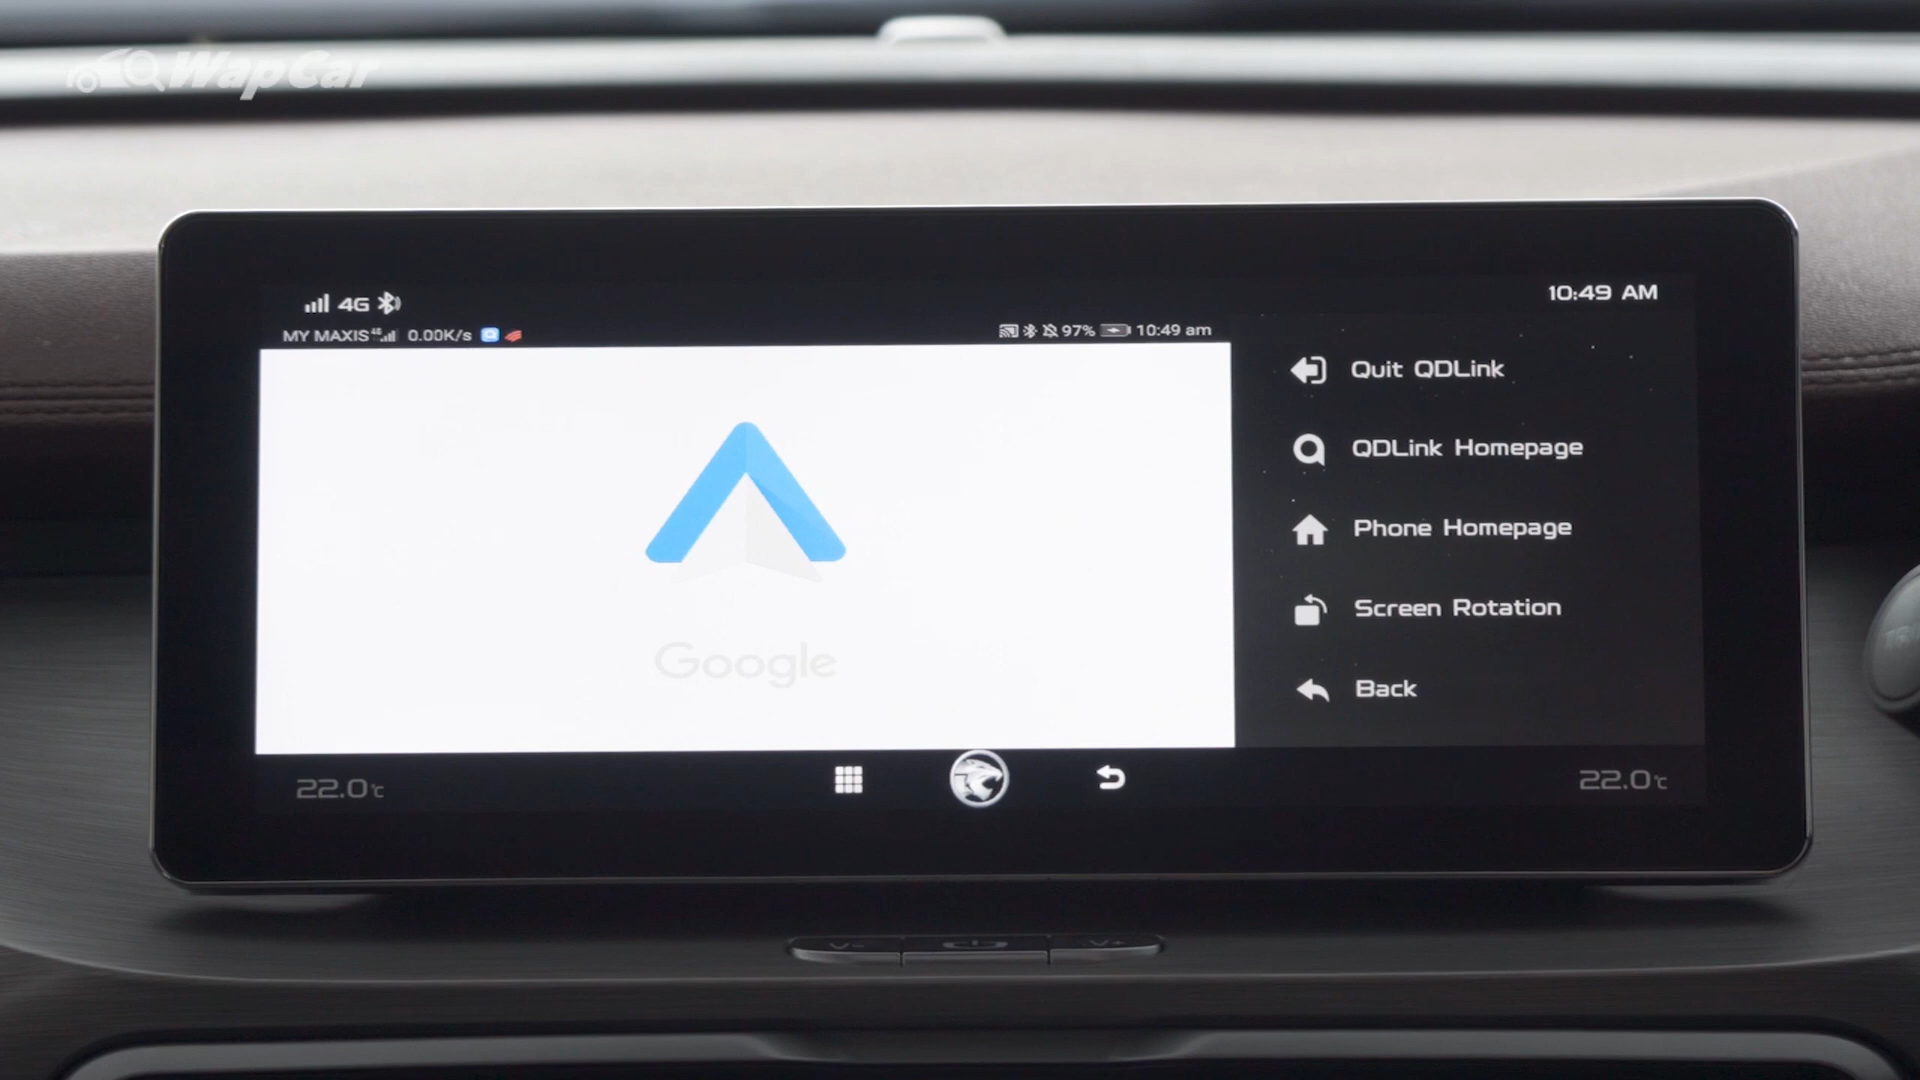 WapCar
4G
10:49 AM
MY MAXIS 4G 0.00K/s
97% 10:49 am
Quit QDLink
QDLink Homepage
Phone Homepage
Screen Rotation
Back
Google
22.0℃
22.0℃
V-
V+